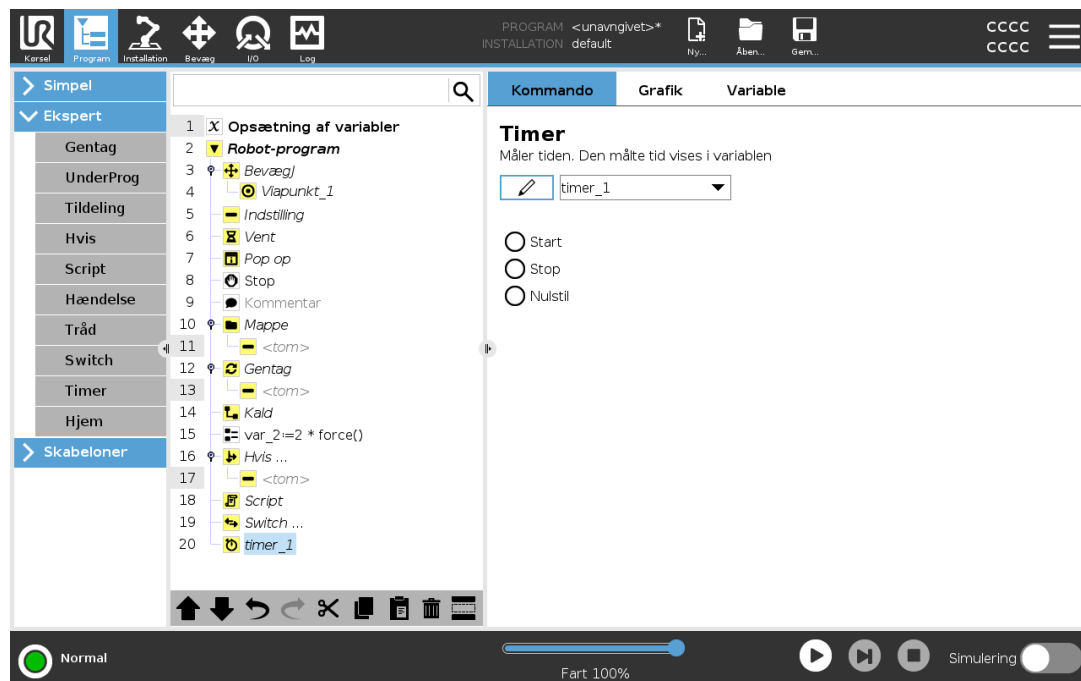 UR
PROGRAM <unavngivet>*
INSTALLATION default
CCCC
CCCC
Kørsel Program Installation Bevæg I/O Log Ny... Åben... Gem...
Simpel
Ekspert
Gentag
UnderProg
Tildeling
Hvis
Script
Hændelse
Tråd
Switch
Timer
Hjem
Skabeloner
1 X Opsætning af variabler
2 Robot-program
3 BevægJ
4 Viapunkt_1
5 Indstilling
6 Vent
7 Pop op
8 Stop
9 Kommentar
10 Mappe
11 <tom>
12 Gentag
13 <tom>
14 Kald
15 var_2:=2 * force()
16 Hvis ...
17 <tom>
18 Script
19 Switch ...
20 timer_1
Kommando Grafik Variable
Timer
Måler tiden. Den målte tid vises i variablen
timer_1
Start
Stop
Nulstil
Normal
Fart 100%
Simulering